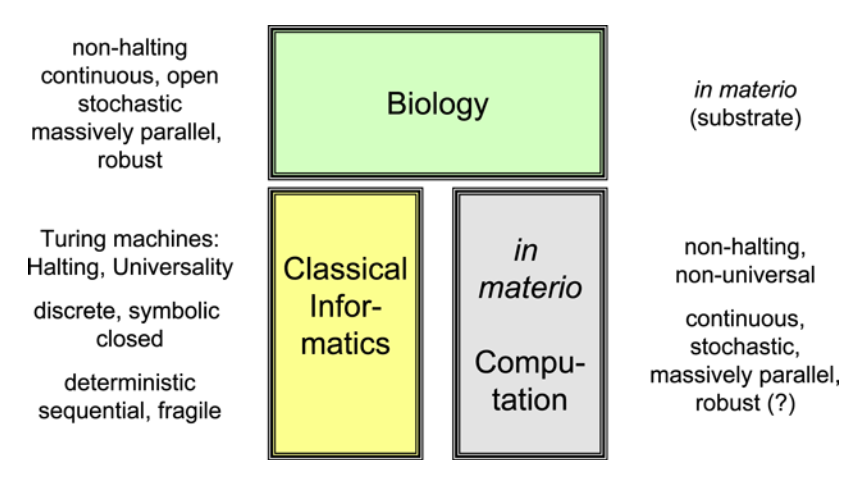 non-halting
continuous, open
stochastic
massively parallel,
robust
Biology
in materio
(substrate)
Turing machines:
Halting, Universality
discrete, symbolic
closed
deterministic
sequential, fragile
Classical
Infor-
matics
in
materio
Compu-
tation
non-halting,
non-universal
continuous,
stochastic,
massively parallel,
robust (?)